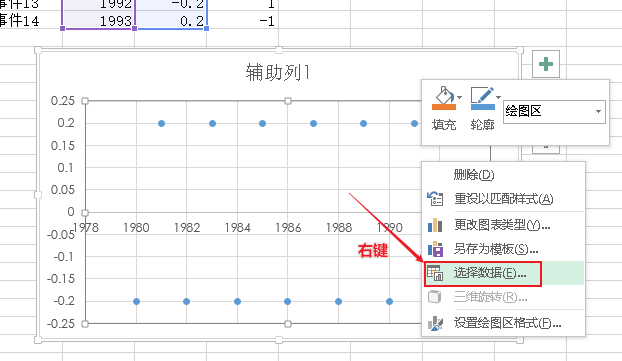 事件13 1992 -0.2 1
事件14 1993 0.2 -1
辅助列1
0.25
0.2
0.15
0.1
0.05
0
1978 1980 1982 1984 1986 1988 1990
-0.05
-0.1
-0.15
-0.2
-0.25
填充 轮廓 绘图区
右键
删除(D)
重设以匹配样式(A)
更改图表类型(Y)...
另存为模板(S)...
选择数据(E)...
三维旋转(R)...
设置绘图区格式(F)...